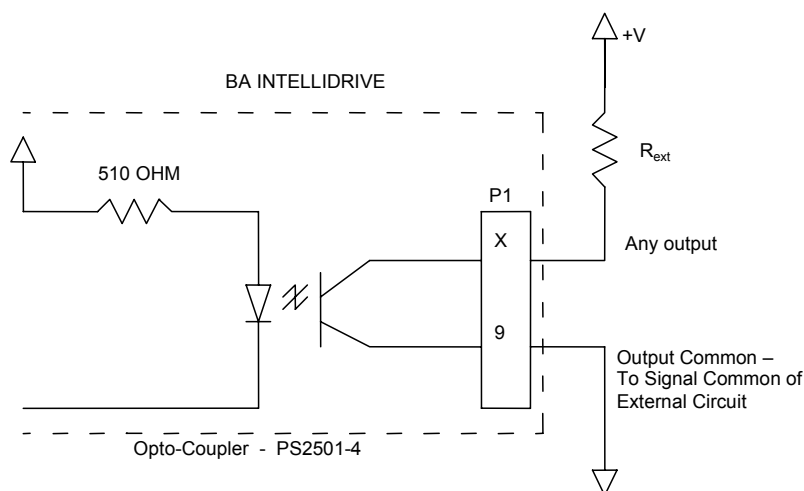 +V
BA INTELLIDRIVE
510 OHM
Rext
P1
X
Any output
9
Output Common –
To Signal Common of
External Circuit
Opto-Coupler - PS2501-4